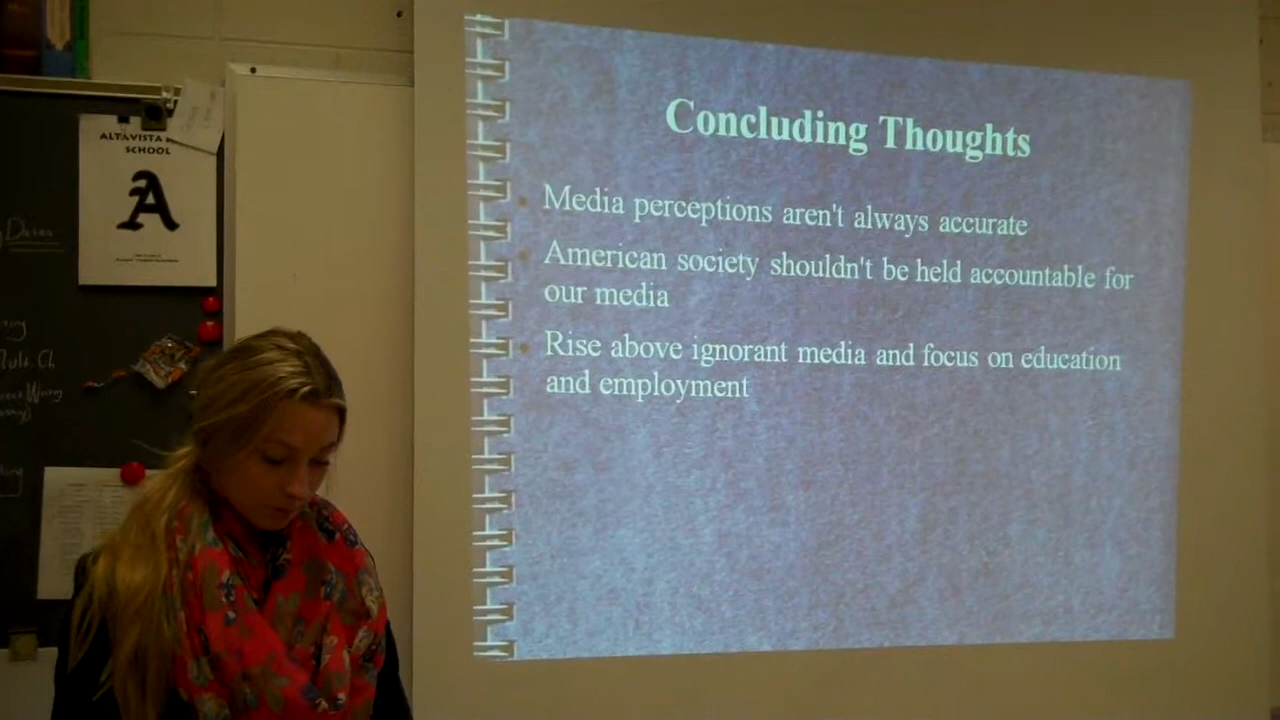 ALTAVISTA
SCHOOL
A
Dates
Concluding Thoughts
Media perceptions aren't always accurate
American society shouldn't be held accountable for
our media
Rise above ignorant media and focus on education
and employment